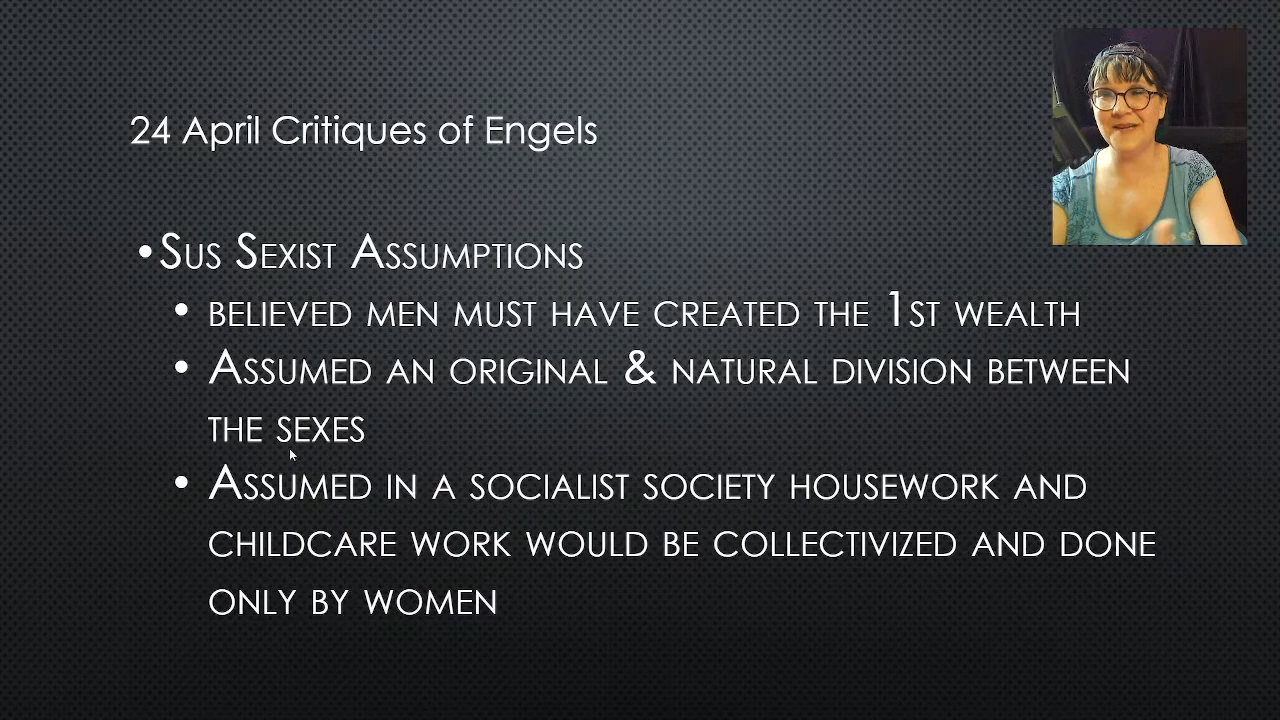 24 April Critiques of Engels
•Sus Sexist Assumptions
• believed men must have created the 1st wealth
• Assumed an original & natural division between
the sexes
• Assumed in a socialist society housework and
childcare work would be collectivized and done
only by women